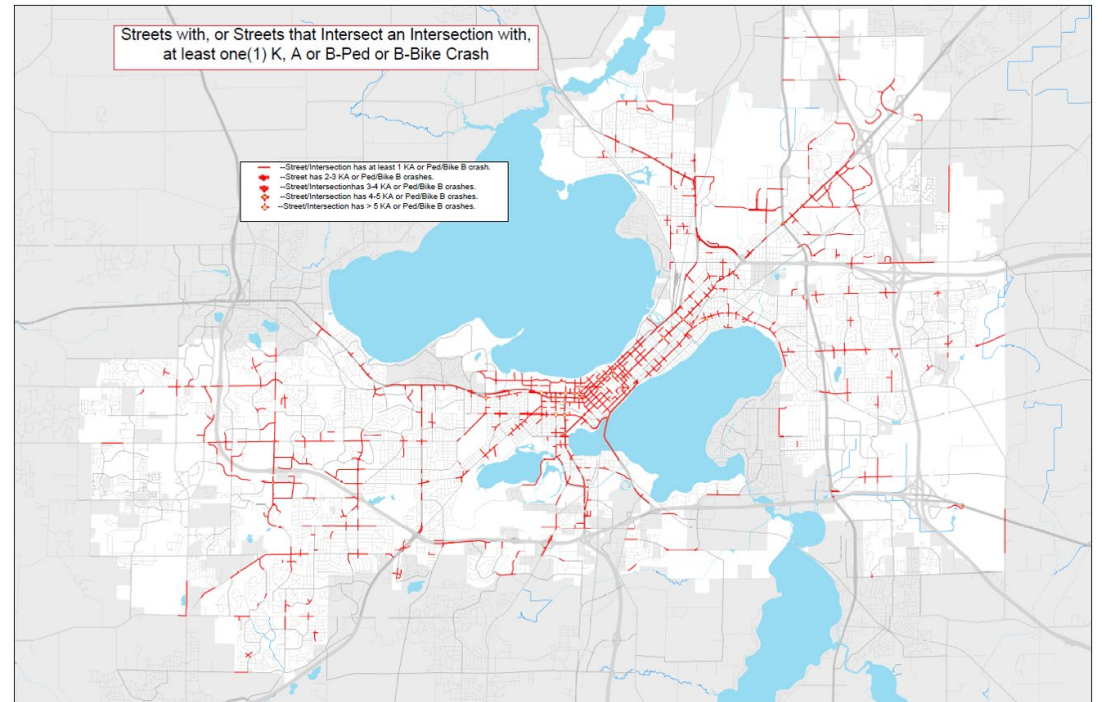 Streets with, or Streets that Intersect an Intersection with,
at least one(1) K, A or B-Ped or B-Bike Crash
--Street/Intersection has at least 1 KA or Ped/Bike B crash.
--Street has 2-3 KA or Ped/Bike B crashes.
--Street/Intersectionhas 3-4 KA or Ped/Bike B crashes.
--Street/Intersection has 4-5 KA or Ped/Bike B crashes.
--Street/Intersection has > 5 KA or Ped/Bike B crashes.